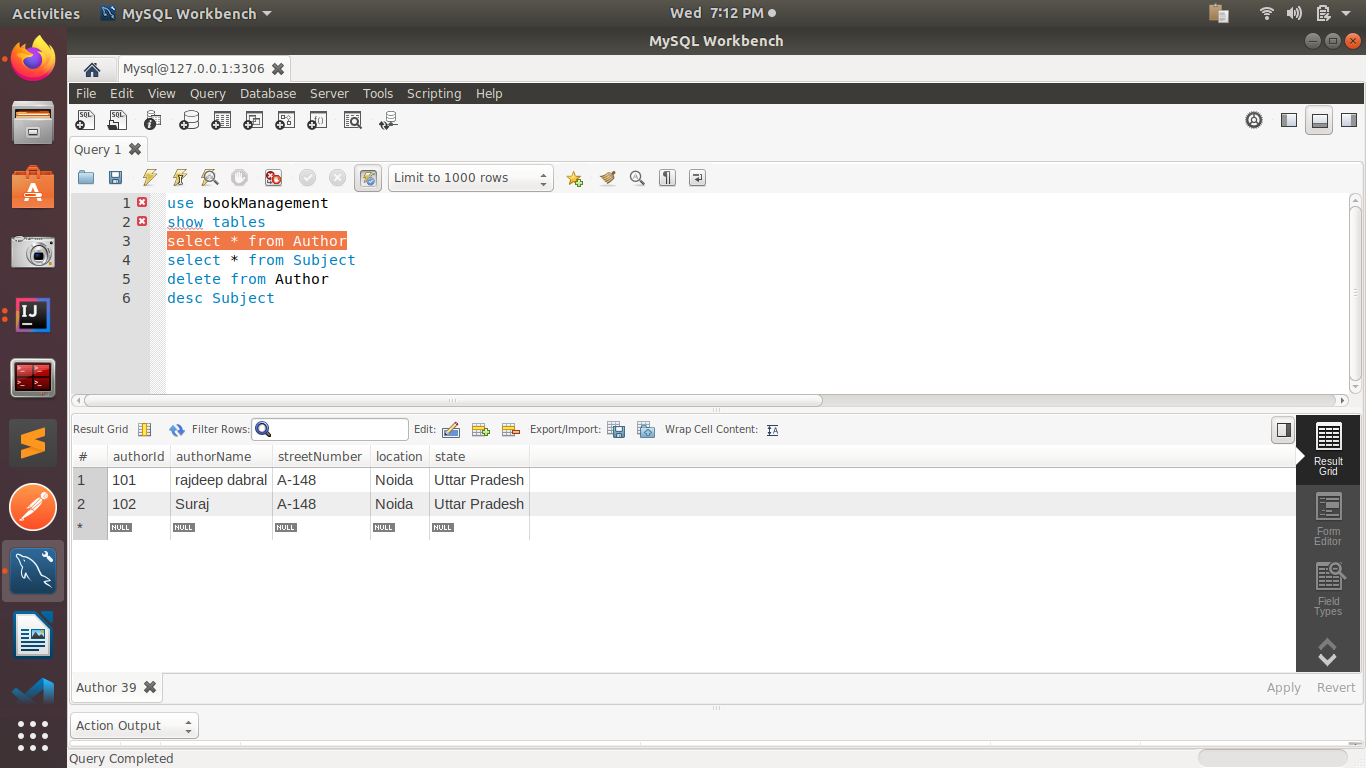 Activities MySQL Workbench Wed 7:12 PM
MySQL Workbench
Mysql@127.0.0.1:3306
File Edit View Query Database Server Tools Scripting Help
Query 1
Limit to 1000 rows
1 use bookManagement
2 show tables
3 select * from Author
4 select * from Subject
5 delete from Author
6 desc Subject
Result Grid Filter Rows: Edit: Export/Import: Wrap Cell Content:
# authorId authorName streetNumber location state
1 101 rajdeep dabral A-148 Noida Uttar Pradesh
2 102 Suraj A-148 Noida Uttar Pradesh
* NULL NULL NULL NULL NULL
Result
Grid
Form
Editor
Field
Types
Author 39 Apply Revert
Action Output
Query Completed